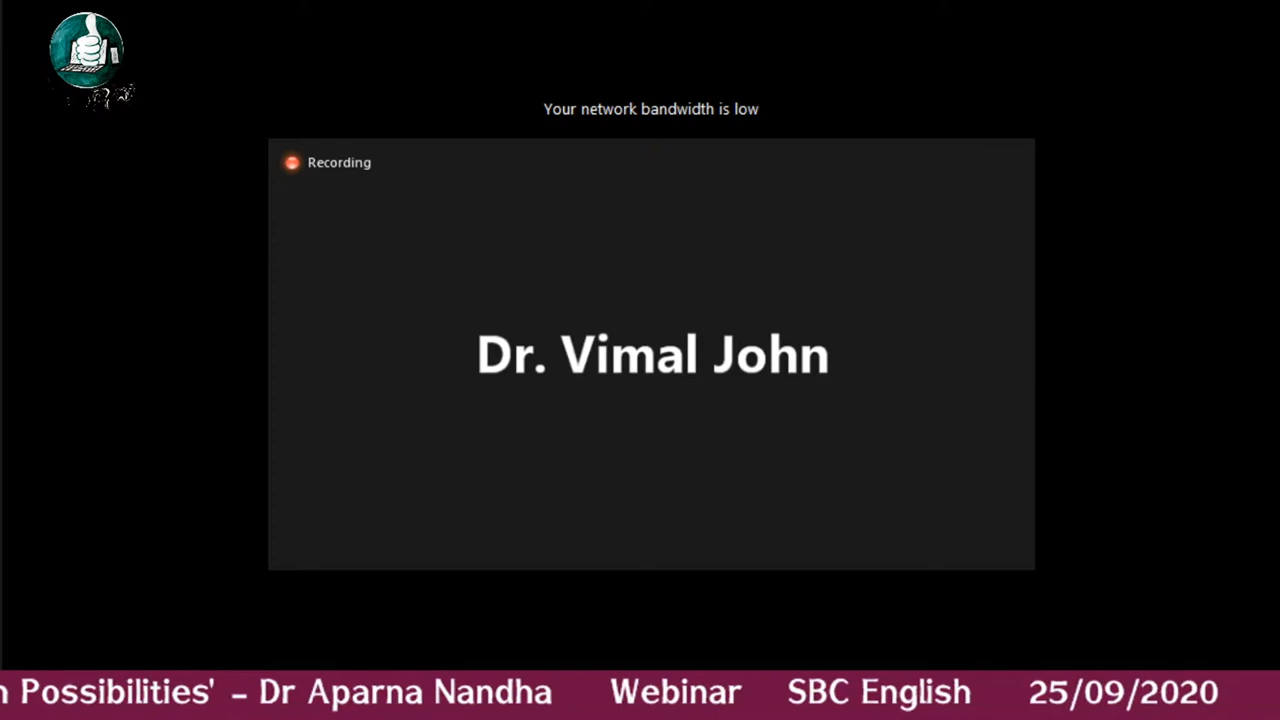 Your network bandwidth is low
Recording
Dr. Vimal John
Possibilities' – Dr Aparna Nandha Webinar SBC English 25/09/2020